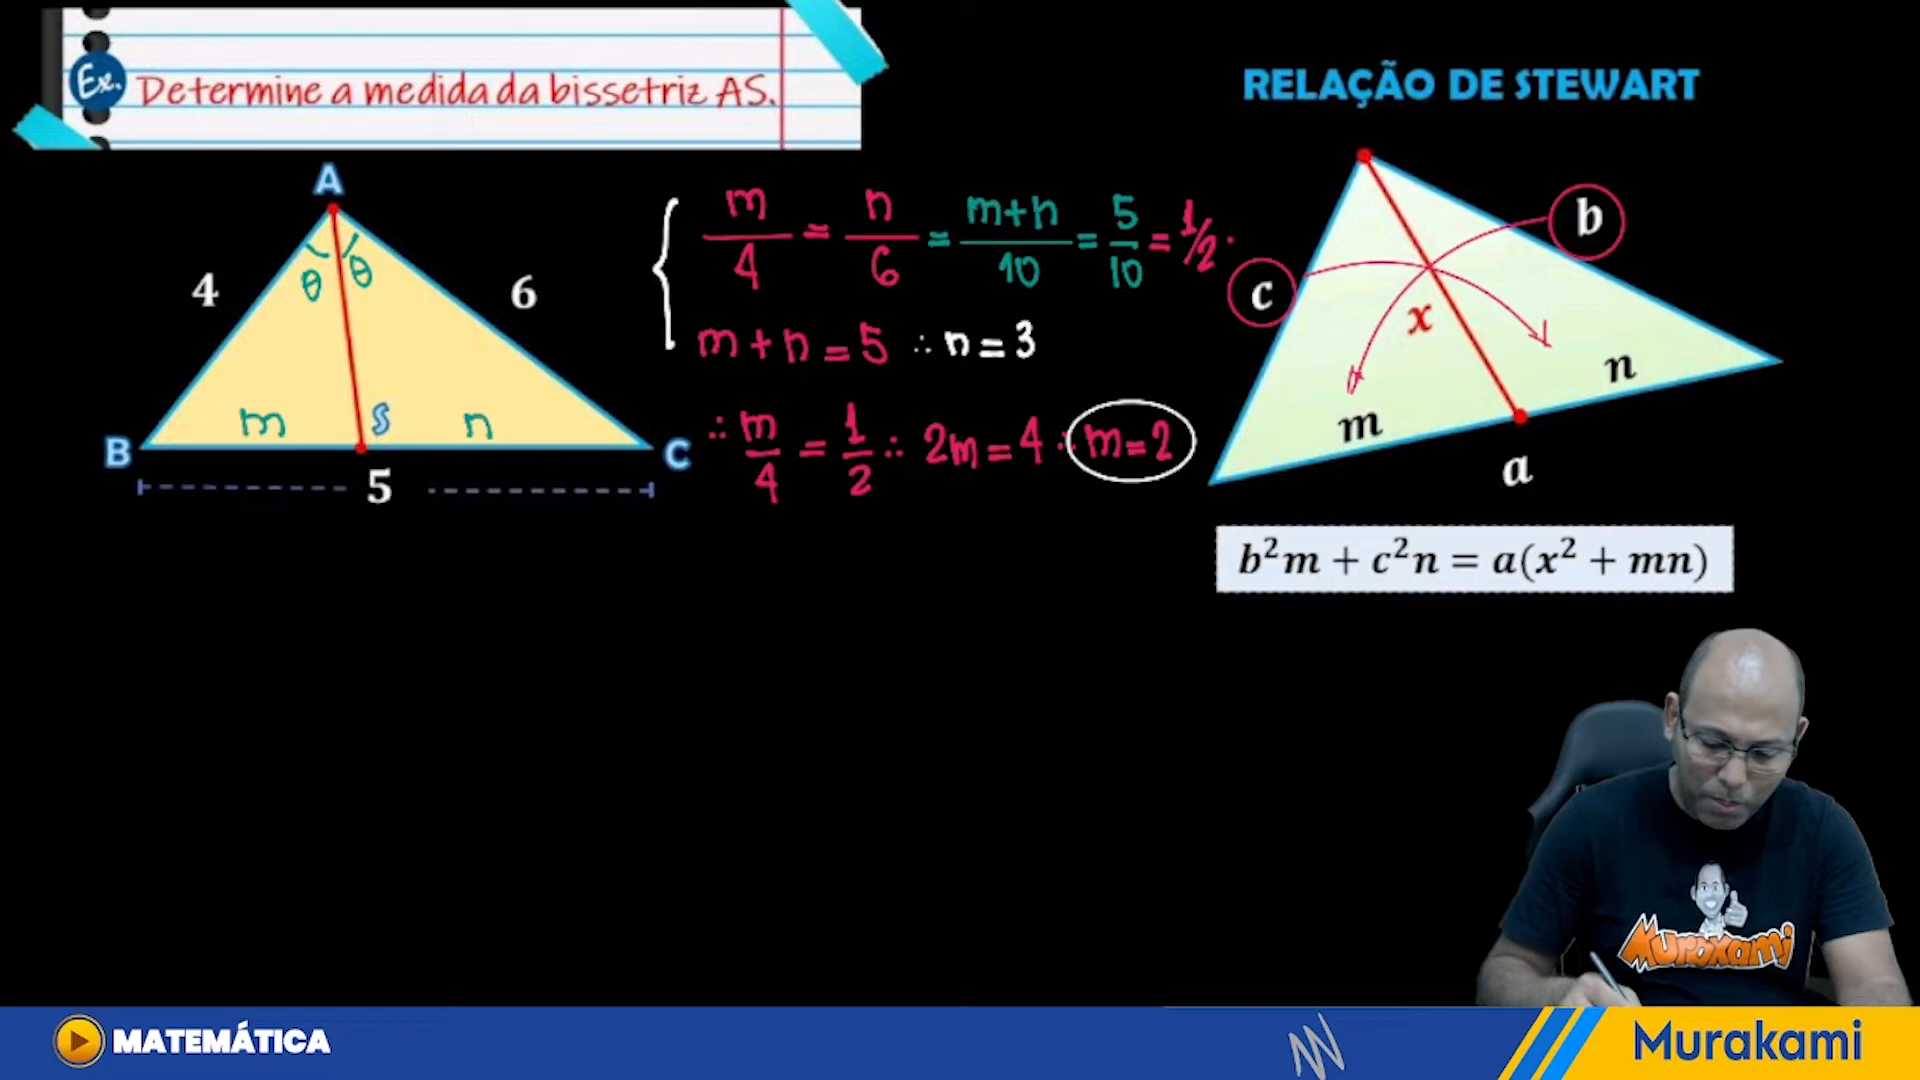 Ex. Determine a medida da bissetriz AS.
RELAÇÃO DE STEWART
A
4
6
θ
θ
B
m
S
n
C
5
m/4 = n/6 = m+n/10 = 5/10 = 1/2.
m + n = 5 ∴ n = 3
∴ m/4 = 1/2 ∴ 2m = 4 ∴ m = 2
b
c
x
n
m
a
b²m + c²n = a(x² + mn)
Murakami
MATEMÁTICA
Murakami